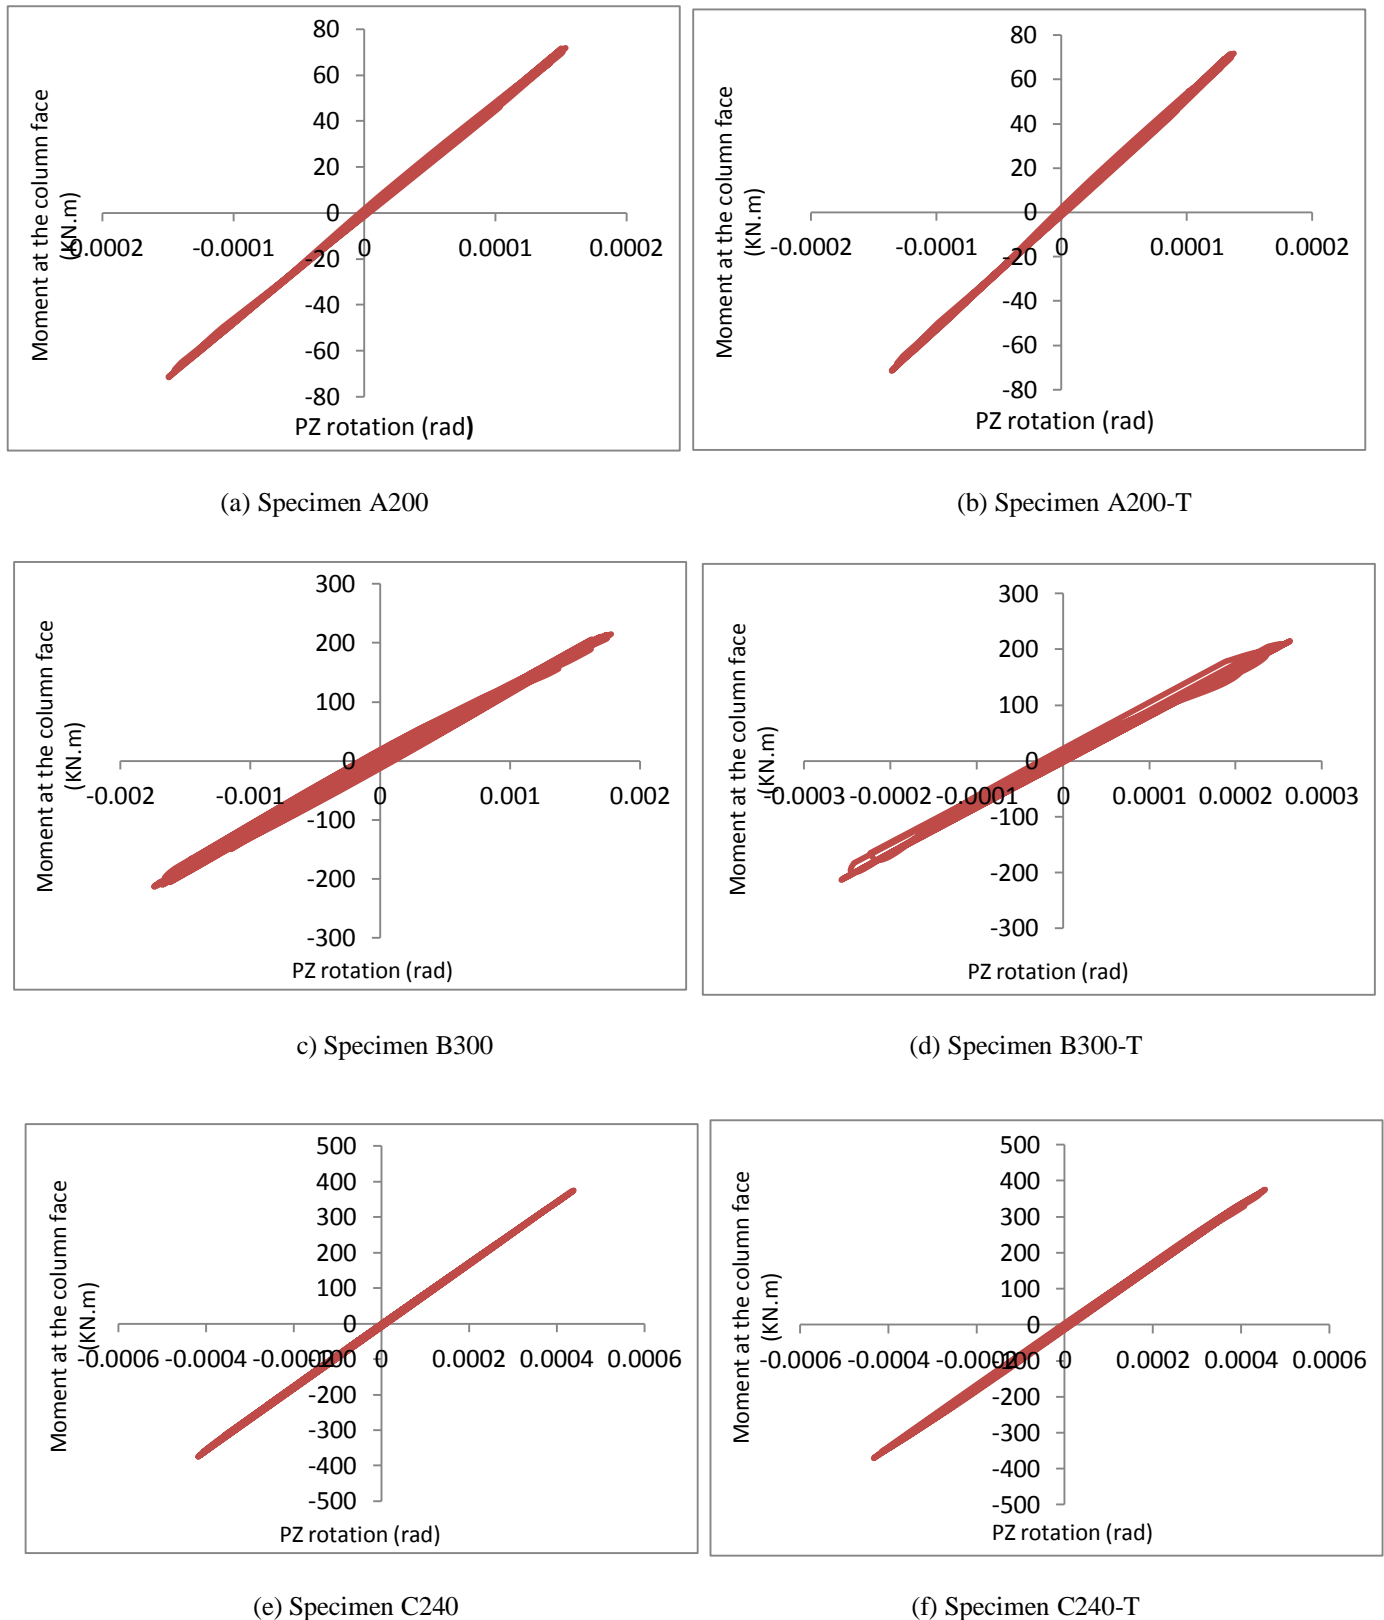 80
60
40
20
0
-20
-40
-60
-80
-0.0002 -0.0001 0 0.0001 0.0002
Moment at the column face
(KN.m)
PZ rotation (rad)
(a) Specimen A200
80
60
40
20
0
-20
-40
-60
-80
-0.0002 -0.0001 0 0.0001 0.0002
Moment at the column face
(KN.m)
PZ rotation (rad)
(b) Specimen A200-T
300
200
100
0
-100
-200
-300
-0.002 -0.001 0 0.001 0.002
Moment at the column face
(KN.m)
PZ rotation (rad)
c) Specimen B300
300
200
100
0
-100
-200
-300
-0.0003 -0.0002 -0.0001 0 0.0001 0.0002 0.0003
Moment at the column face
(KN.m)
PZ rotation (rad)
(d) Specimen B300-T
500
400
300
200
100
0
-100
-200
-300
-400
-500
-0.0006 -0.0004 -0.0002 0 0.0002 0.0004 0.0006
Moment at the column face
(KN.m)
PZ rotation (rad)
(e) Specimen C240
500
400
300
200
100
0
-100
-200
-300
-400
-500
-0.0006 -0.0004 -0.0002 0 0.0002 0.0004 0.0006
Moment at the column face
(KN.m)
PZ rotation (rad)
(f) Specimen C240-T